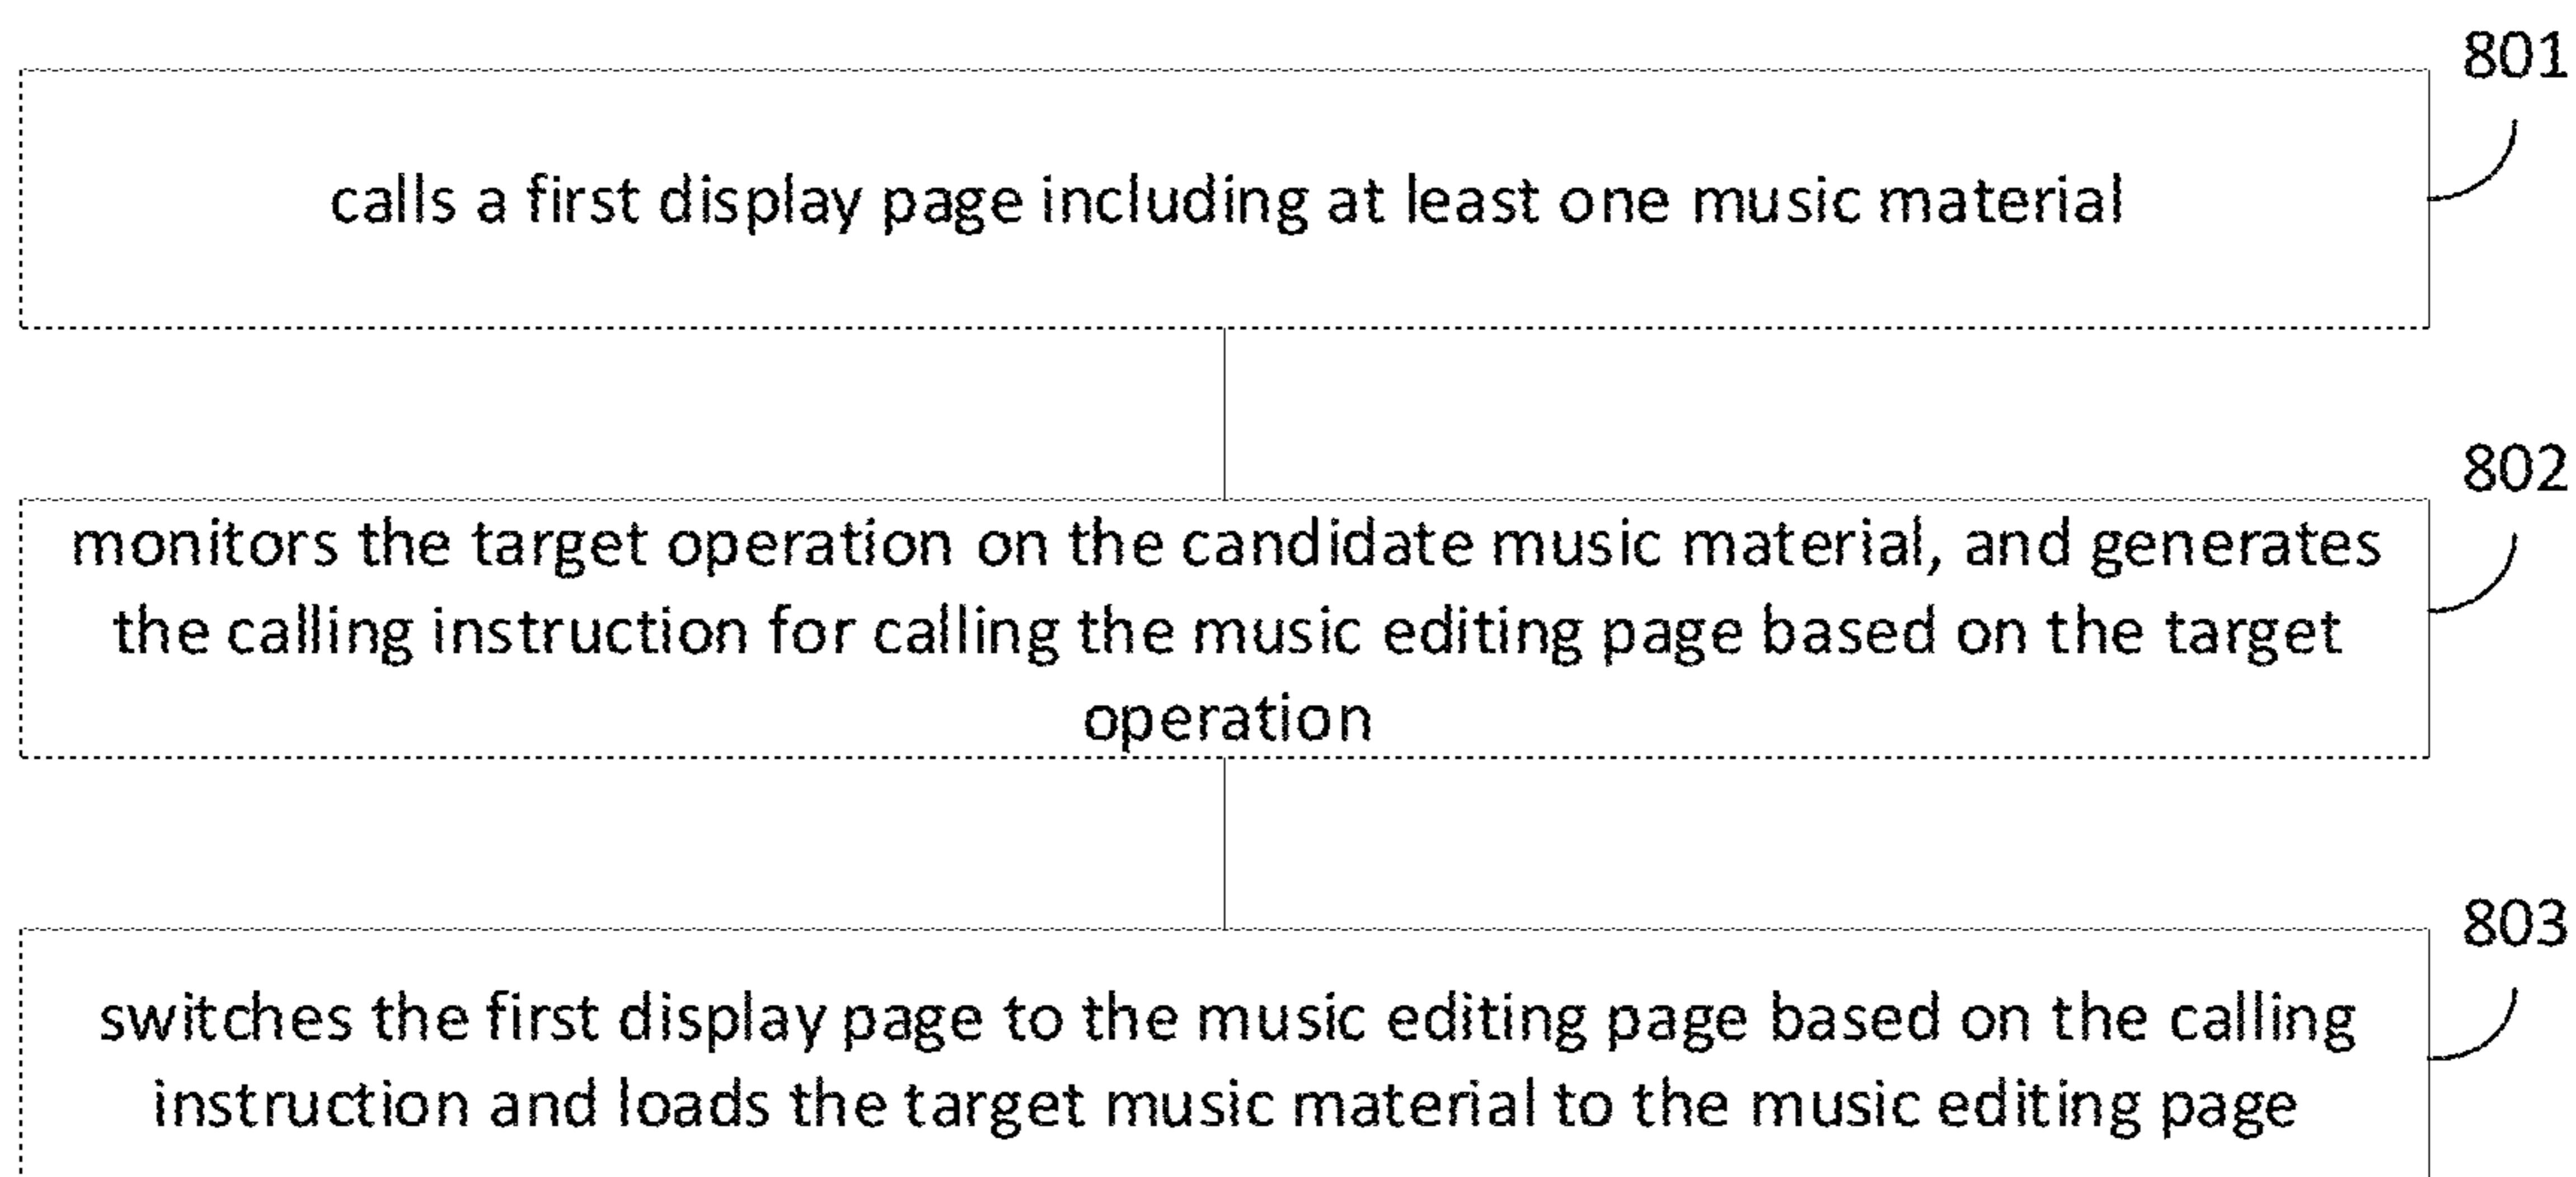 801
calls a first display page including at least one music material
802
monitors the target operation on the candidate music material, and generates
the calling instruction for calling the music editing page based on the target
operation
803
switches the first display page to the music editing page based on the calling
instruction and loads the target music material to the music editing page